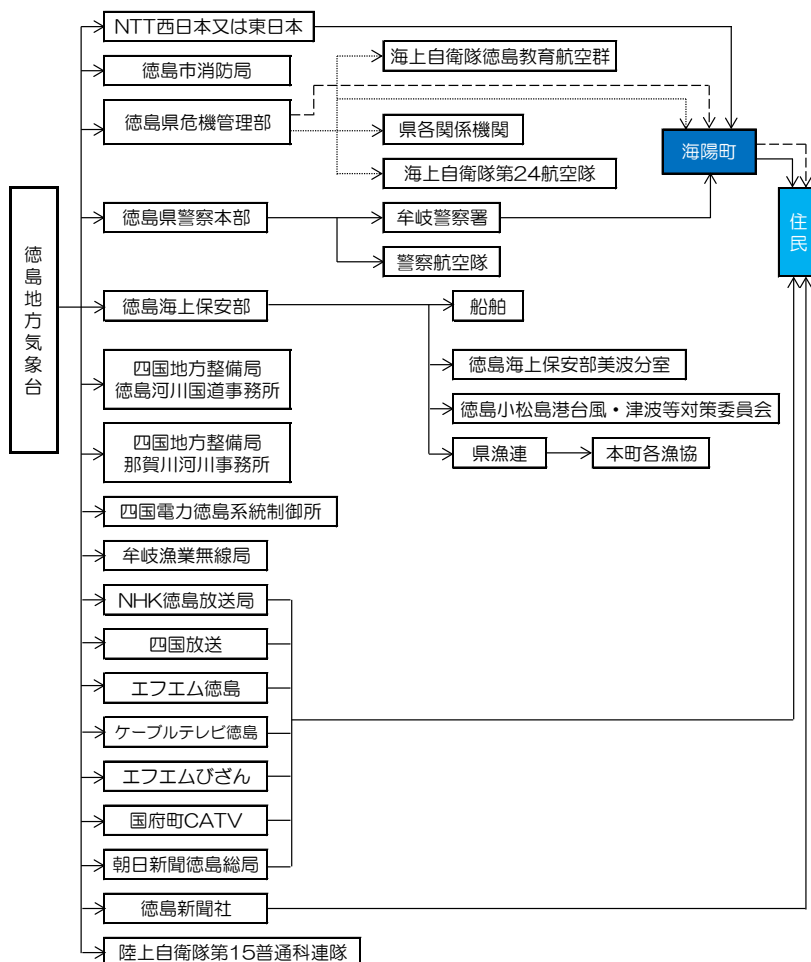 NTT西日本又は東日本
海上自衛隊徳島教育航空群
徳島市消防局
徳島県危機管理部
県各関係機関
海陽町
海上自衛隊第24航空隊
徳島地方気象台
徳島県警察本部
牟岐警察署
住民
警察航空隊
徳島海上保安部
船舶
四国地方整備局
徳島河川国道事務所
徳島海上保安部美波分室
徳島小松島港台風・津波等対策委員会
四国地方整備局
那賀川河川事務所
県漁連
本町各漁協
四国電力徳島系統制御所
牟岐漁業無線局
NHK徳島放送局
四国放送
エフエム徳島
ケーブルテレビ徳島
エフエムびざん
国府町CATV
朝日新聞徳島総局
徳島新聞社
陸上自衛隊第15普通科連隊